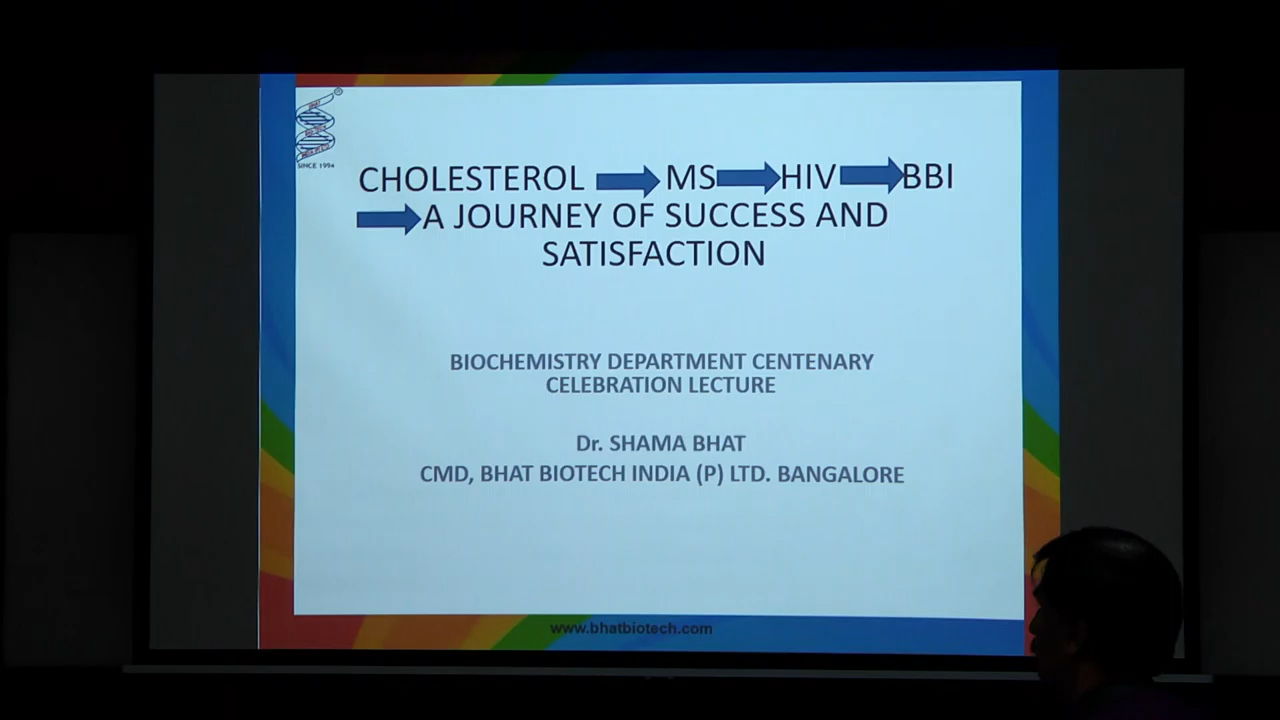 SINCE 1994
CHOLESTEROL MS HIV BBI
A JOURNEY OF SUCCESS AND
SATISFACTION
BIOCHEMISTRY DEPARTMENT CENTENARY
CELEBRATION LECTURE
Dr. SHAMA BHAT
CMD, BHAT BIOTECH INDIA (P) LTD. BANGALORE
www.bhatbiotech.com